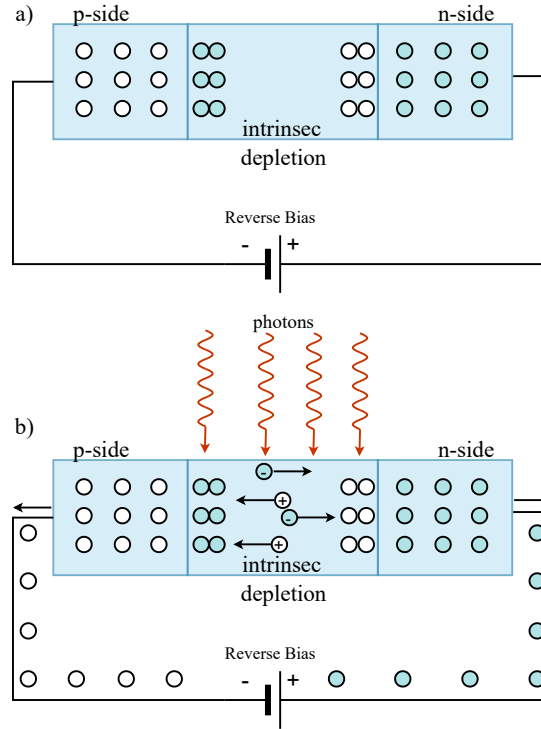 a)
p-side
n-side
intrinsec
depletion
Reverse Bias
- +
photons
b)
p-side
n-side
-
+
-
+
intrinsec
depletion
Reverse Bias
- +